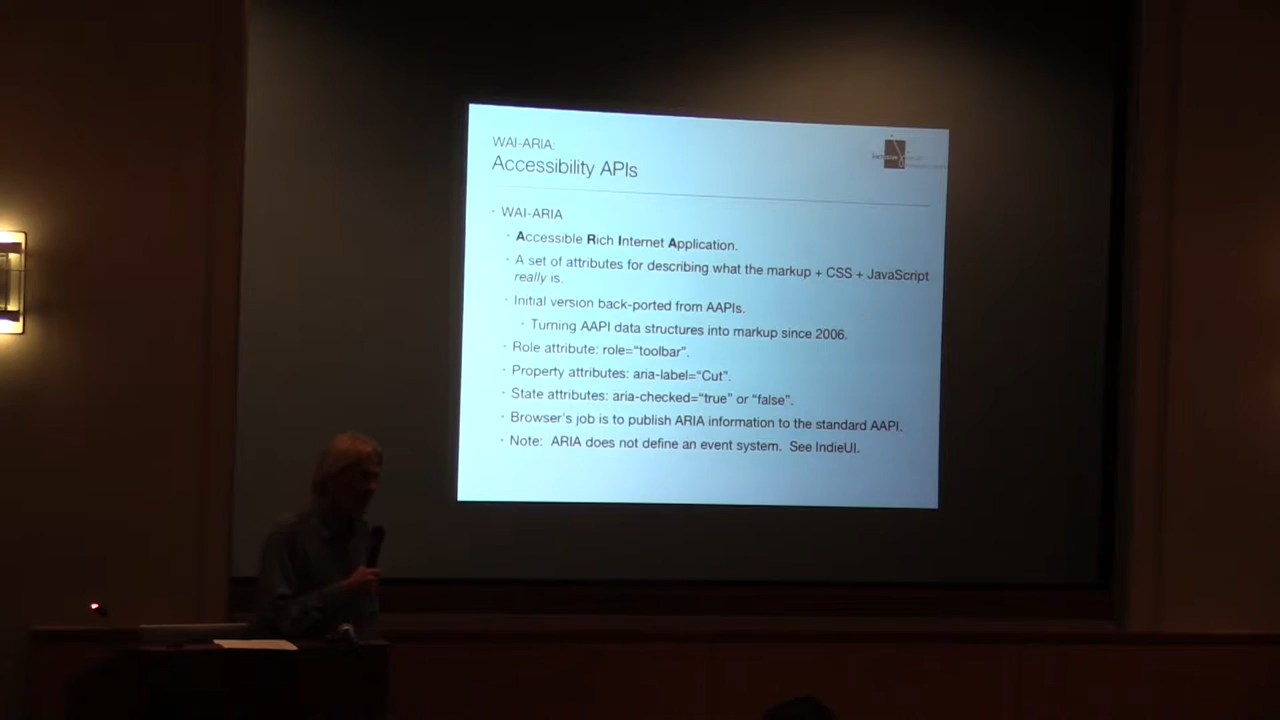 WAI-ARIA:
Accessibility APIs
· WAI-ARIA
· Accessible Rich Internet Application.
· A set of attributes for describing what the markup + CSS + JavaScript
really is.
· Initial version back-ported from AAPIs.
· Turning AAPI data structures into markup since 2006.
· Role attribute: role=“toolbar”.
· Property attributes: aria-label=“Cut”.
· State attributes: aria-checked=“true” or “false”.
· Browser’s job is to publish ARIA information to the standard AAPI.
· Note: ARIA does not define an event system. See IndieUI.